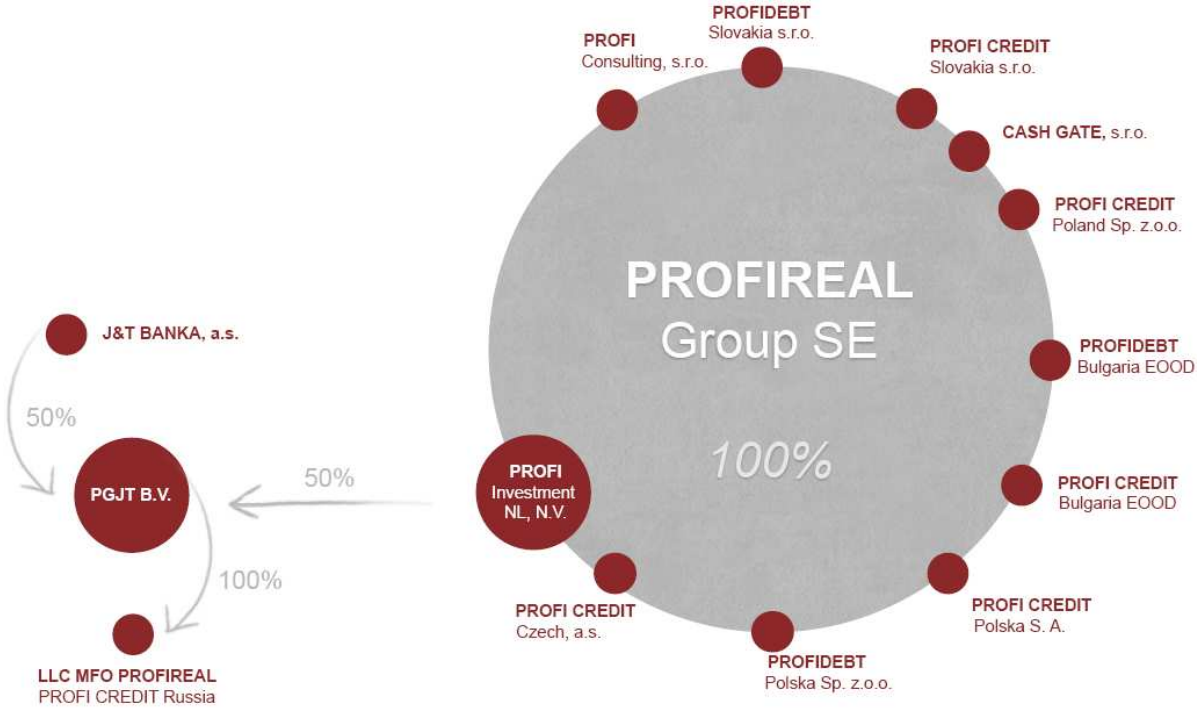 PROFIDEBT
Slovakia s.r.o.
PROFI
Consulting, s.r.o.
PROFI CREDIT
Slovakia s.r.o.
CASH GATE, s.r.o.
PROFI CREDIT
Poland Sp. z.o.o.
PROFIREAL
Group SE
100%
J&T BANKA, a.s.
50%
PGJT B.V.
100%
LLC MFO PROFIREAL
PROFI CREDIT Russia
50%
PROFI
Investment
NL, N.V.
PROFIDEBT
Bulgaria EOOD
PROFI CREDIT
Bulgaria EOOD
PROFI CREDIT
Czech, a.s.
PROFI CREDIT
Polska S. A.
PROFIDEBT
Polska Sp. z.o.o.